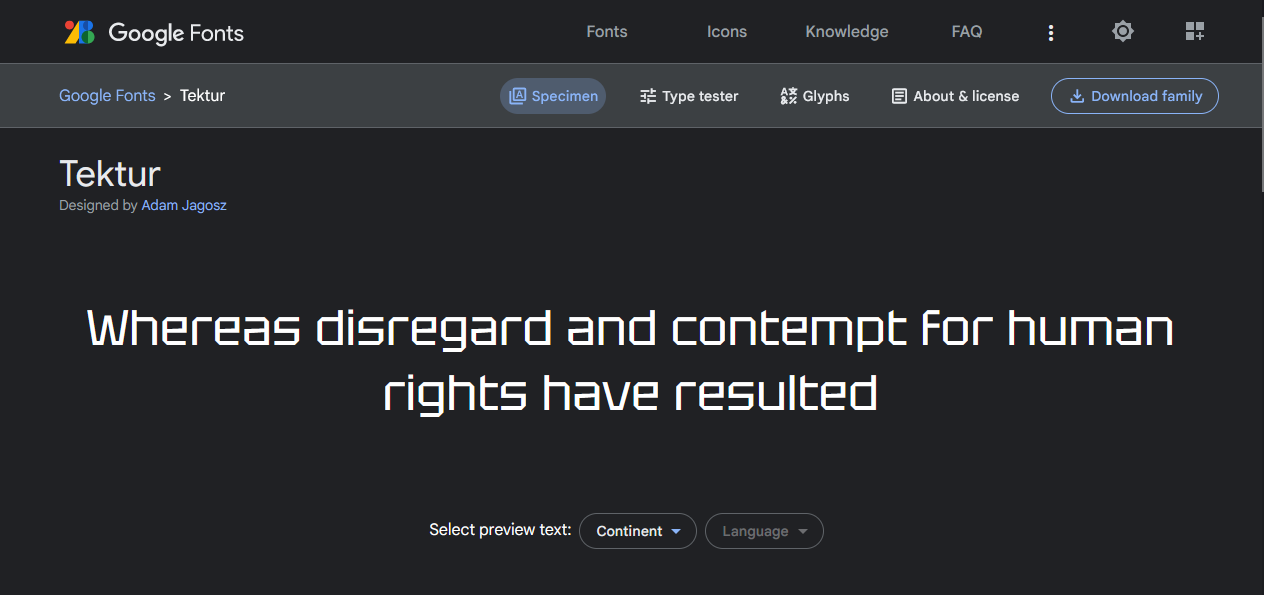 Google Fonts
Fonts
Icons
Knowledge
FAQ
Google Fonts > Tektur
Specimen
Type tester
Glyphs
About & license
Download family
Tektur
Designed by Adam Jagosz
Whereas disregard and contempt for human
rights have resulted
Select preview text:
Continent
Language